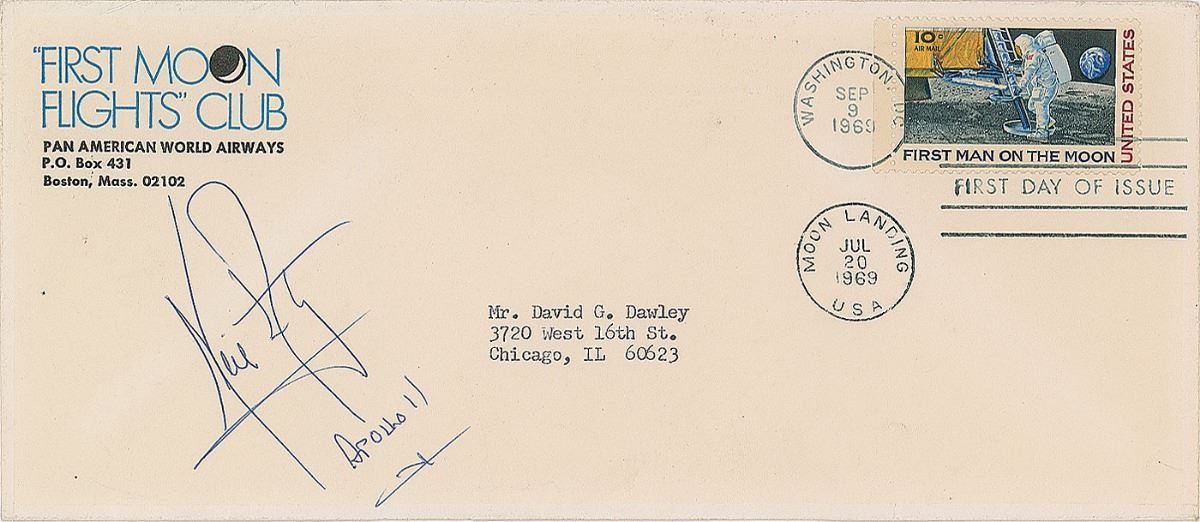 "FIRST MOON
FLIGHTS" CLUB
PAN AMERICAN WORLD AIRWAYS
P.O. Box 431
Boston, Mass. 02102
10c
AIR MAIL
UNITED STATES
FIRST MAN ON THE MOON
WASHINGTON, DC
SEP
9
1969
FIRST DAY OF ISSUE
MOON LANDING
JUL
20
1969
USA
Mr. David G. Dawley
3720 West 16th St.
Chicago, IL 60623
Neil
Apollo 11